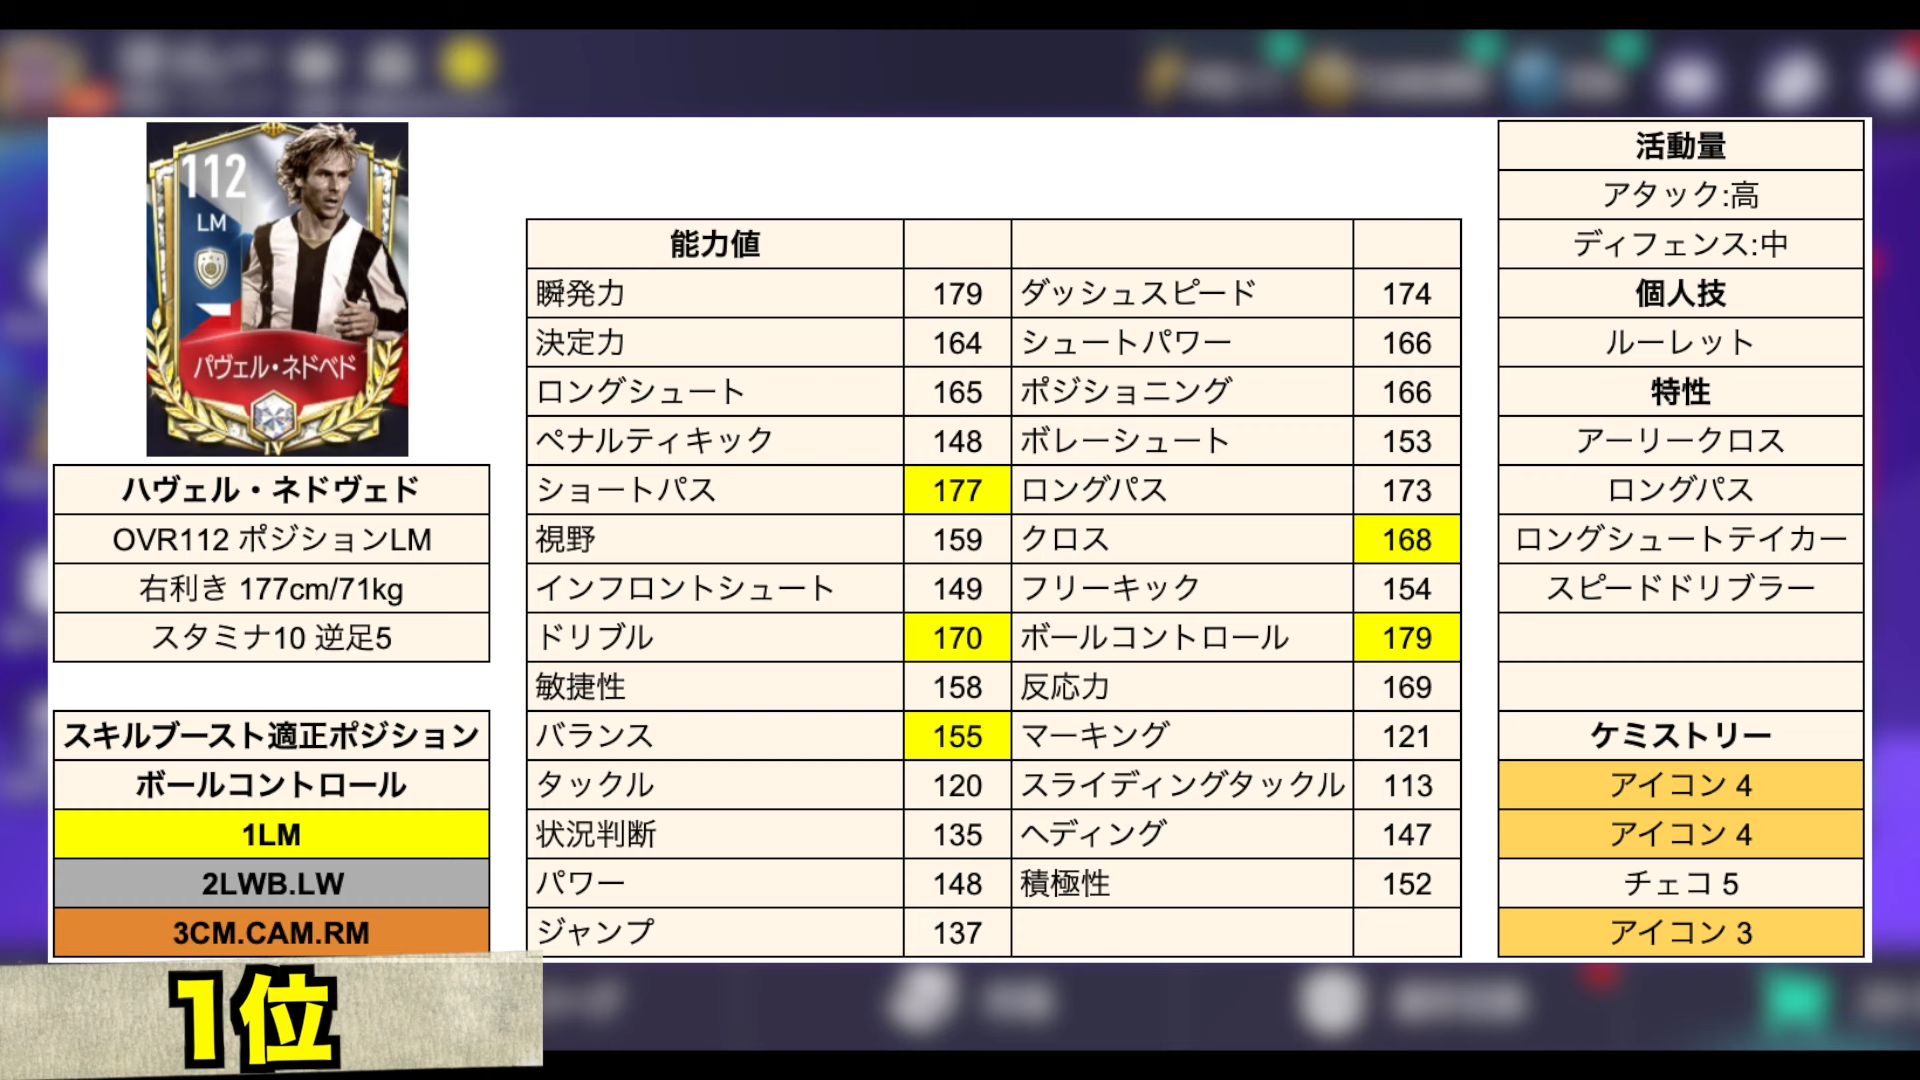 112
LM
パヴェル・ネドベド
IV
ハヴェル・ネドヴェド
OVR112 ポジションLM
右利き 177cm/71kg
スタミナ10 逆足5
スキルブースト適正ポジション
ボールコントロール
1LM
2LWB.LW
3CM.CAM.RM
1位
能力値
瞬発力 179 ダッシュスピード 174
決定力 164 シュートパワー 166
ロングシュート 165 ポジショニング 166
ペナルティキック 148 ボレーシュート 153
ショートパス 177 ロングパス 173
視野 159 クロス 168
インフロントシュート 149 フリーキック 154
ドリブル 170 ボールコントロール 179
敏捷性 158 反応力 169
バランス 155 マーキング 121
タックル 120 スライディングタックル 113
状況判断 135 ヘディング 147
パワー 148 積極性 152
ジャンプ 137
活動量
アタック:高
ディフェンス:中
個人技
ルーレット
特性
アーリークロス
ロングパス
ロングシュートテイカー
スピードドリブラー
ケミストリー
アイコン 4
アイコン 4
チェコ 5
アイコン 3